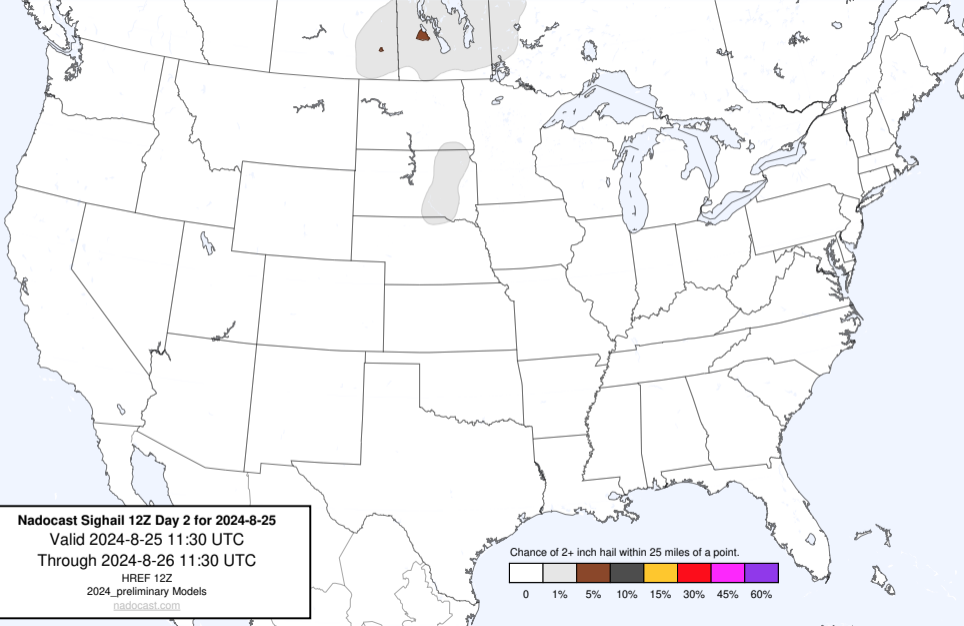 Nadocast Sighail 12Z Day 2 for 2024-8-25
Valid 2024-8-25 11:30 UTC
Through 2024-8-26 11:30 UTC
HREF 12Z
2024_preliminary Models
nadocast.com
Chance of 2+ inch hail within 25 miles of a point.
0 1% 5% 10% 15% 30% 45% 60%